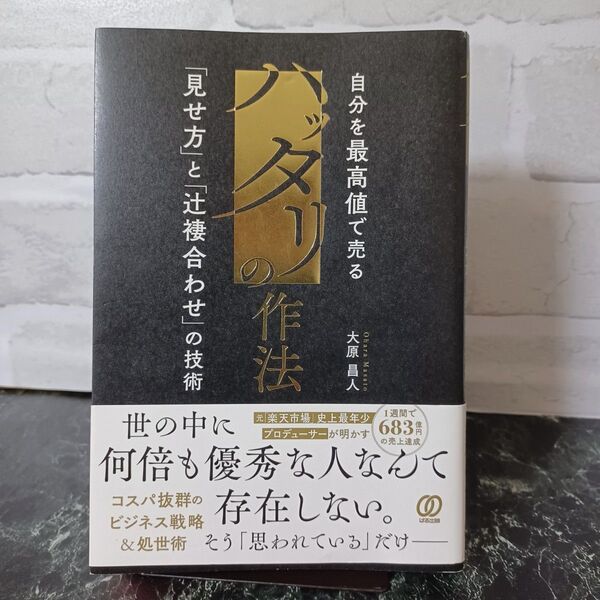 自分を最高値で売る
ハッタリの作法
「見せ方」と「辻褄合わせ」の技術
大原 昌人
Ohara Masato
元「楽天市場」史上最年少
プロデューサーが明かす
1週間で
683億円
の売上達成
世の中に
何倍も優秀な人なんて
存在しない。
そう「思われている」だけ――
コスパ抜群の
ビジネス戦略
&処世術
ぱる出版